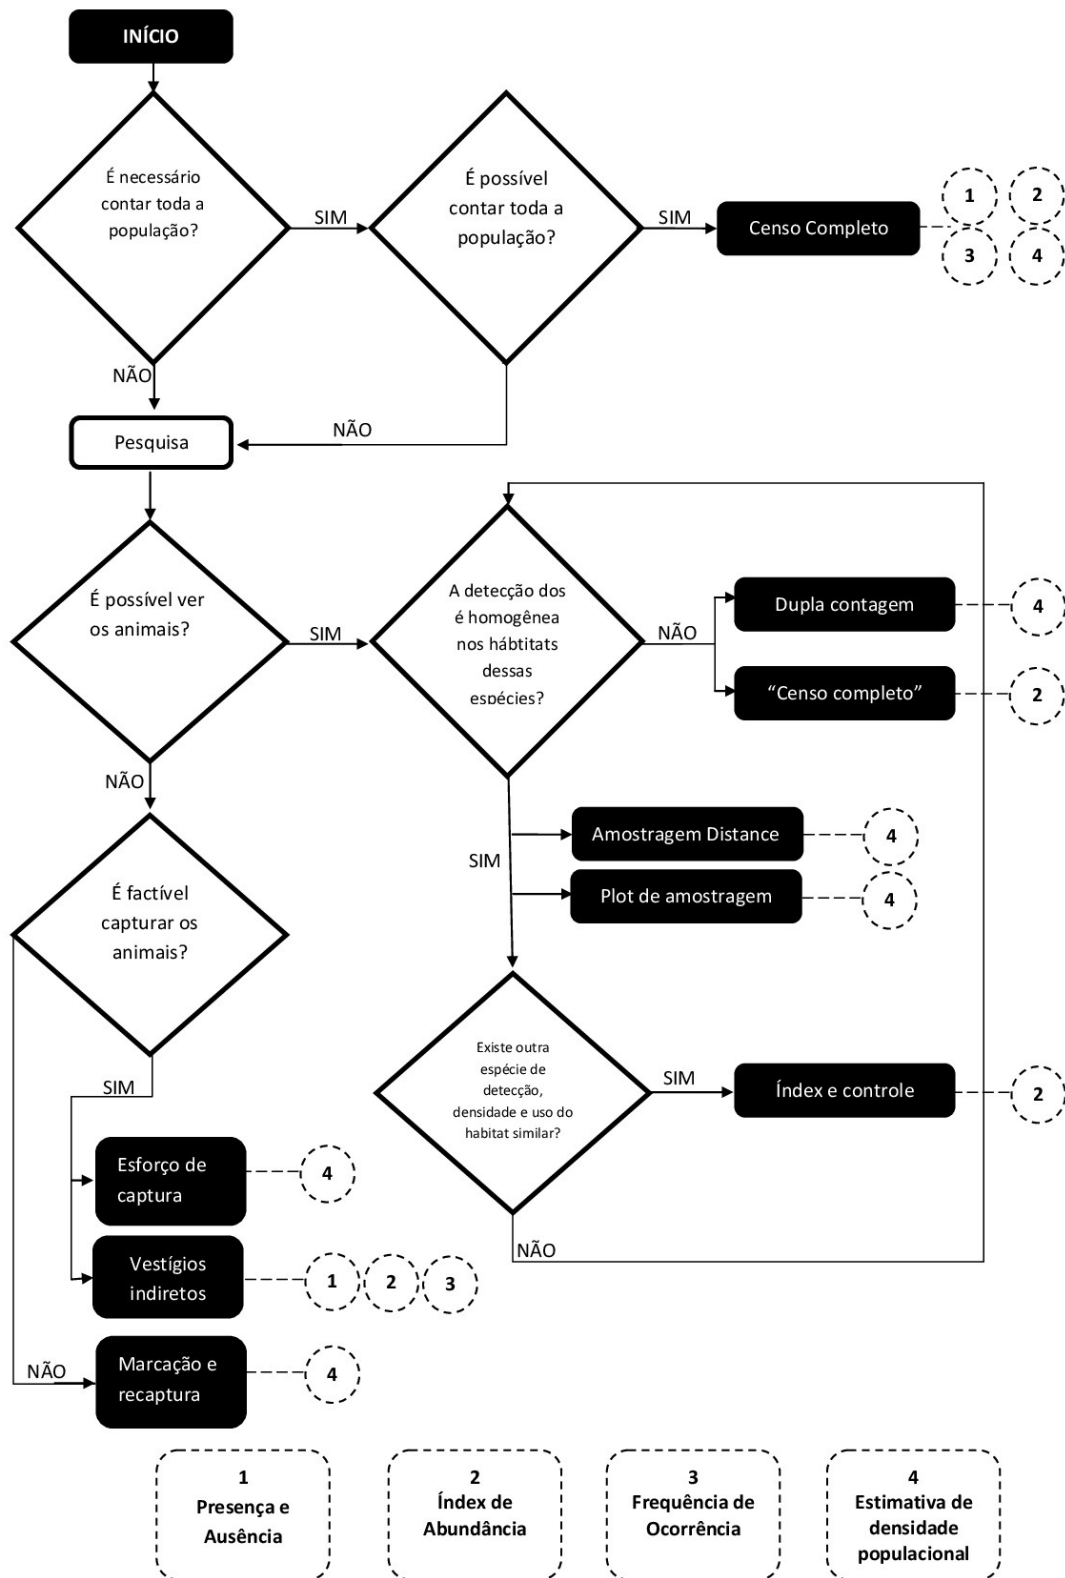 INÍCIO
É necessário
contar toda a
população?
SIM
É possível
contar toda a
população?
SIM
Censo Completo
1
2
3
4
NÃO
NÃO
Pesquisa
É possível ver
os animais?
SIM
A detecção dos
é homogênea
nos hábtitats
dessas
espécies?
NÃO
Dupla contagem
4
“Censo completo”
2
NÃO
SIM
Amostragem Distance
4
Plot de amostragem
4
É factível
capturar os
animais?
Existe outra
espécie de
detecção,
densidade e uso do
habitat similar?
SIM
Índex e controle
2
NÃO
SIM
Esforço de
captura
4
Vestígios
indiretos
1
2
3
NÃO
Marcação e
recaptura
4
1
Presença e
Ausência
2
Índex de
Abundância
3
Frequência de
Ocorrência
4
Estimativa de
densidade
populacional